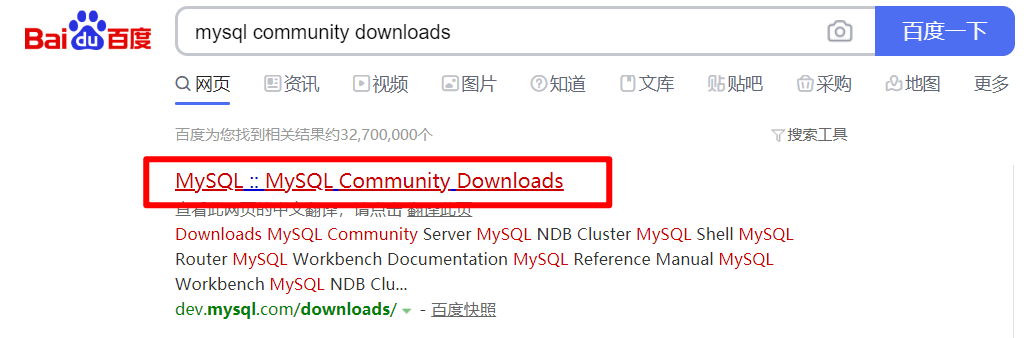 Bai du 百度 mysql community downloads 百度一下
网页 资讯 视频 图片 知道 文库 贴吧 采购 地图 更多
百度为您找到相关结果约32,700,000个 搜索工具
MySQL :: MySQL Community Downloads
查看此网页的中文翻译，请点击 翻译此页
Downloads MySQL Community Server MySQL NDB Cluster MySQL Shell MySQL
Router MySQL Workbench Documentation MySQL Reference Manual MySQL
Workbench MySQL NDB Clu...
dev.mysql.com/downloads/ - 百度快照